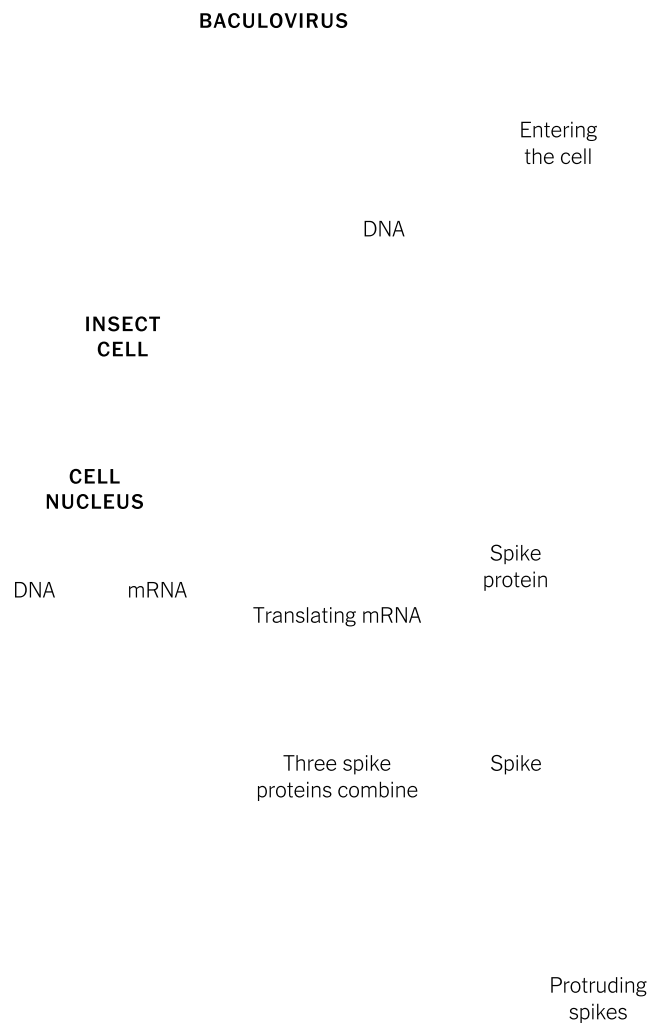 BACULOVIRUS
Entering
the cell
DNA
INSECT
CELL
CELL
NUCLEUS
Spike
protein
DNA
mRNA
Translating mRNA
Three spike
proteins combine
Spike
Protruding
spikes